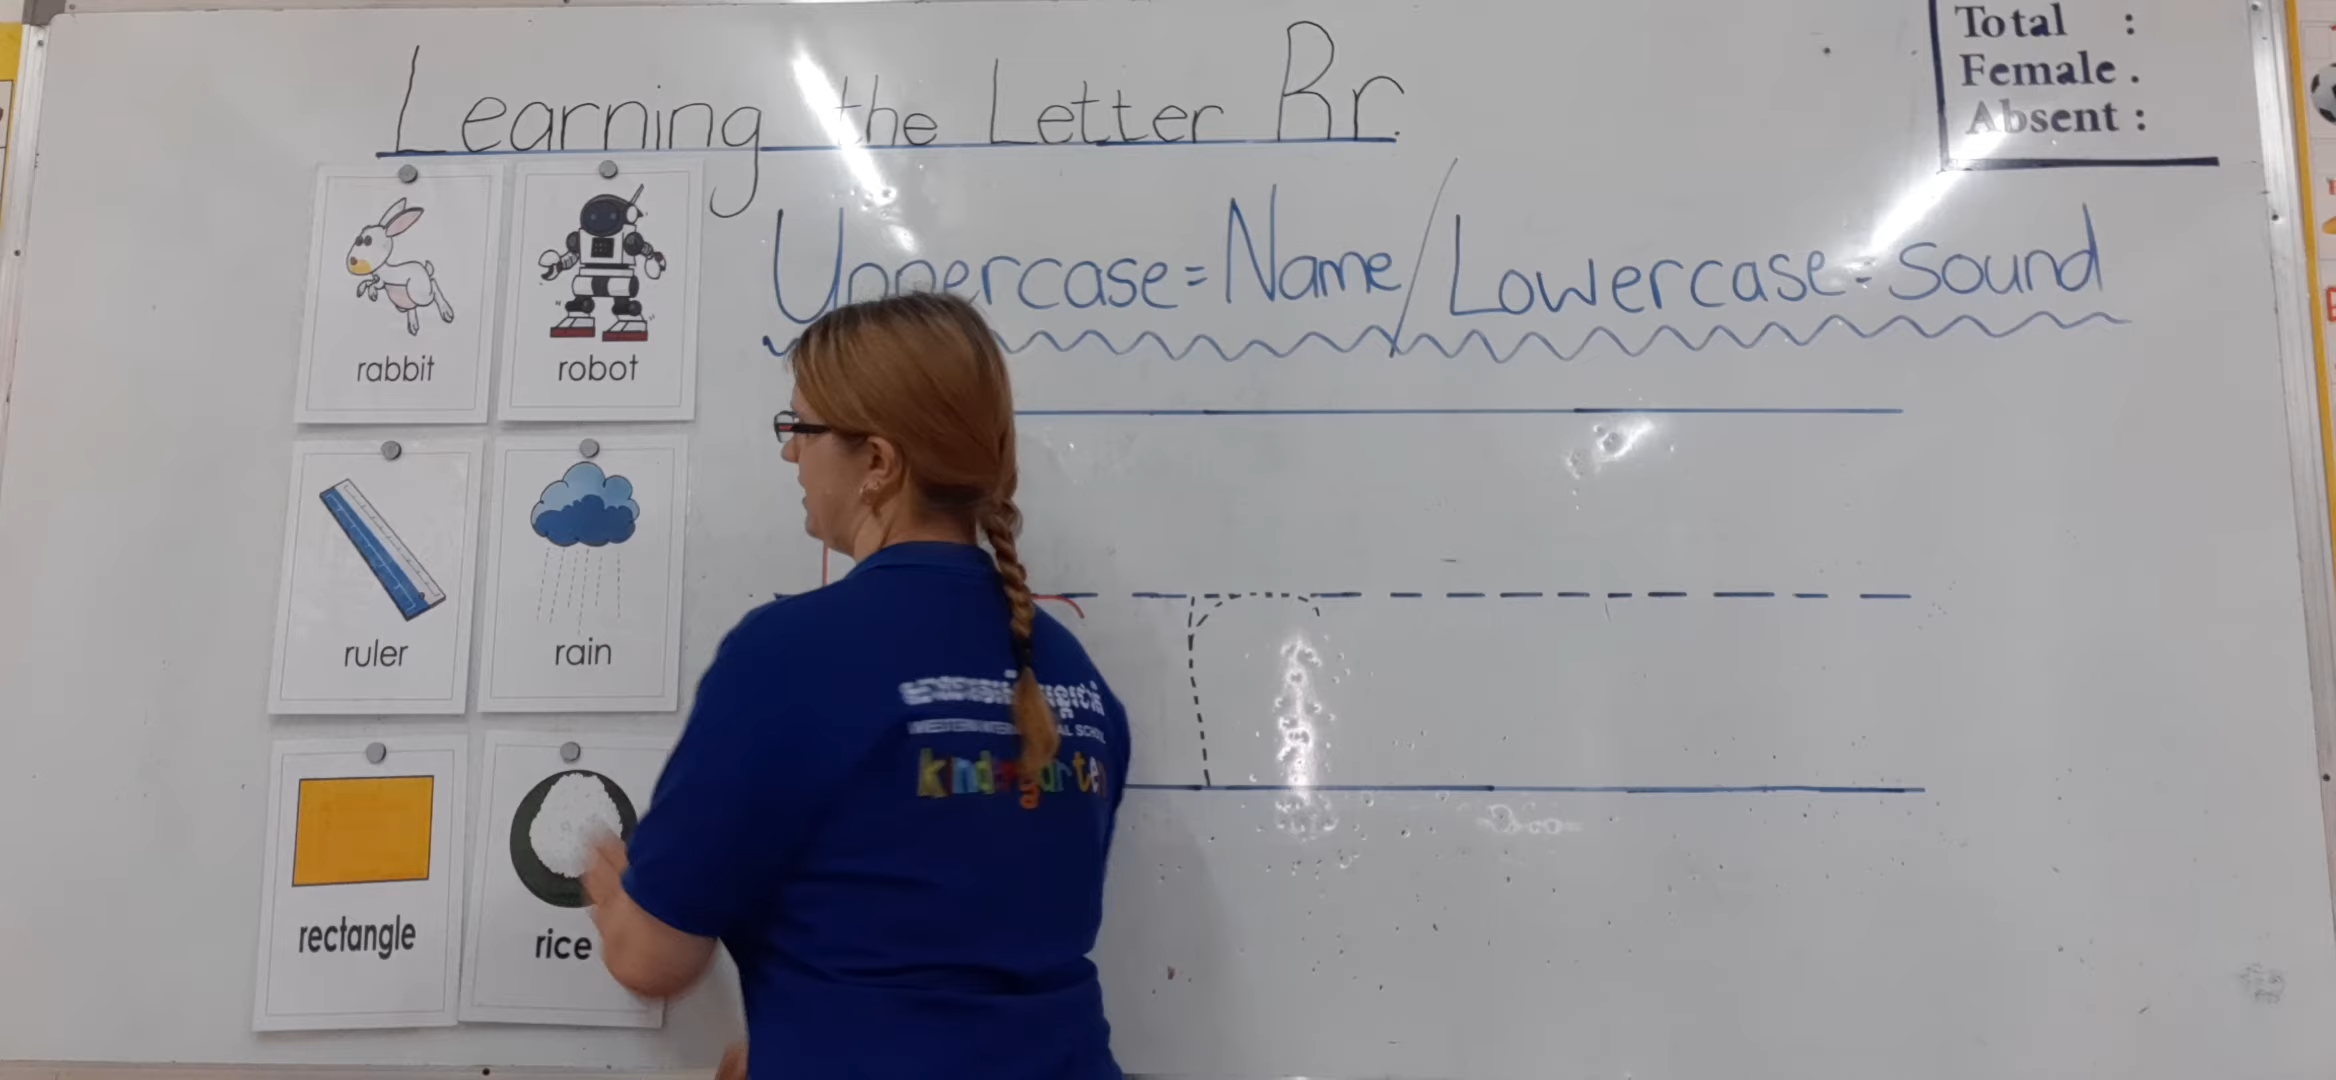 Learning the Letter Rr.
Total :
Female .
Absent :
Uppercase = Name / Lowercase = Sound
rabbit
robot
ruler
rain
rectangle
rice
kindergarten